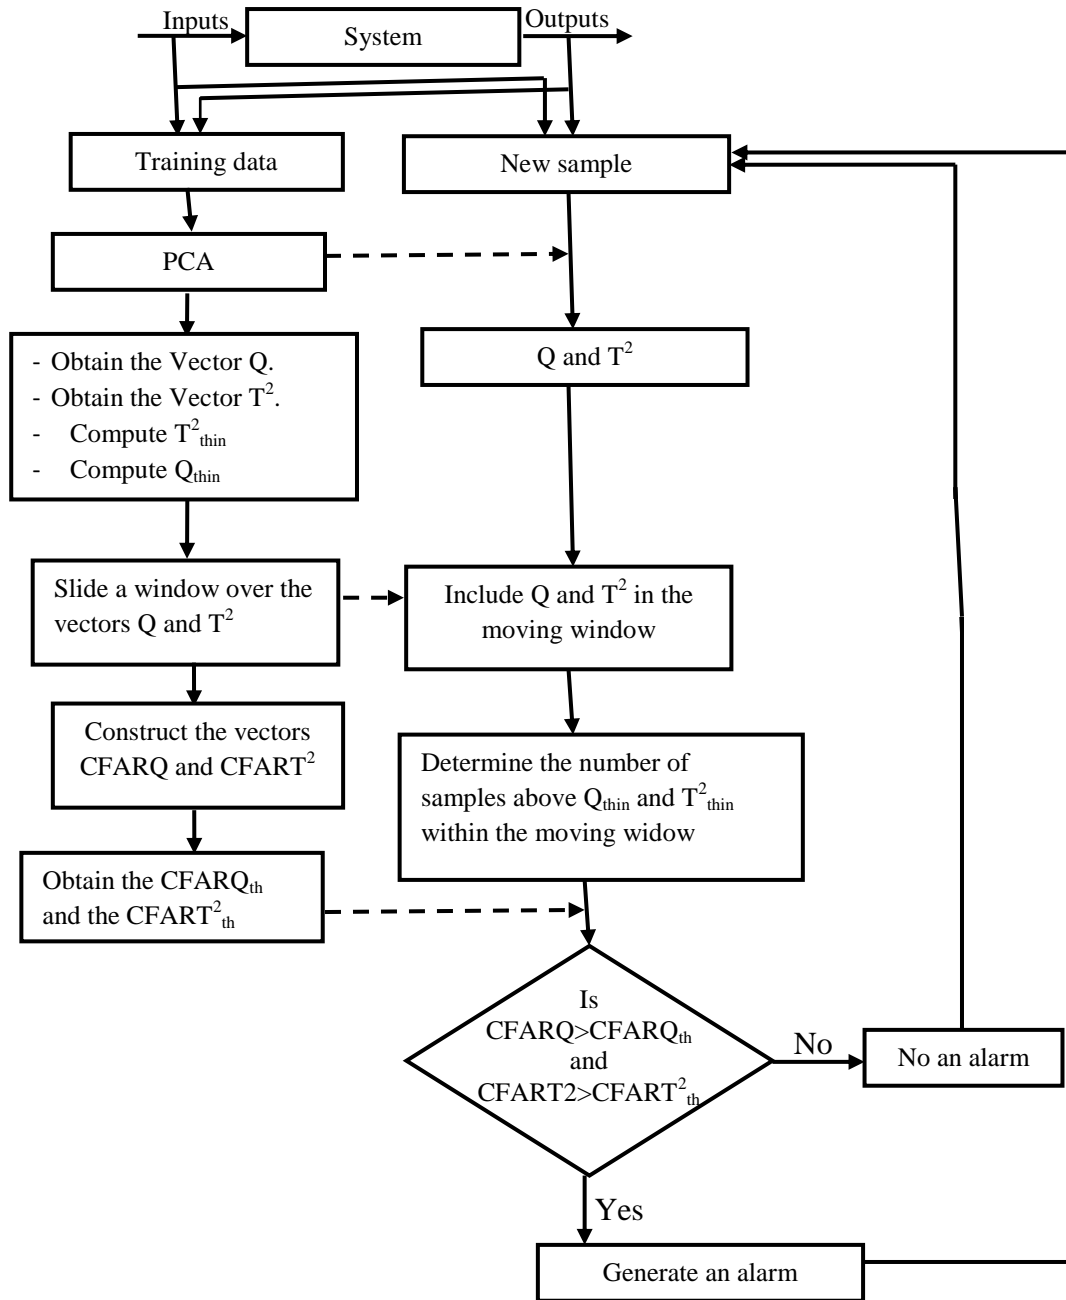 Inputs
System
Outputs
Training data
New sample
PCA
Q and T²
- Obtain the Vector Q.
- Obtain the Vector T².
- Compute T²thin
- Compute Qthin
Slide a window over the
vectors Q and T²
Include Q and T² in the
moving window
Construct the vectors
CFARQ and CFART²
Determine the number of
samples above Qthin and T²thin
within the moving widow
Obtain the CFARQth
and the CFART²th
Is
CFARQ>CFARQth
and
CFART2>CFART²th
No
No an alarm
Yes
Generate an alarm